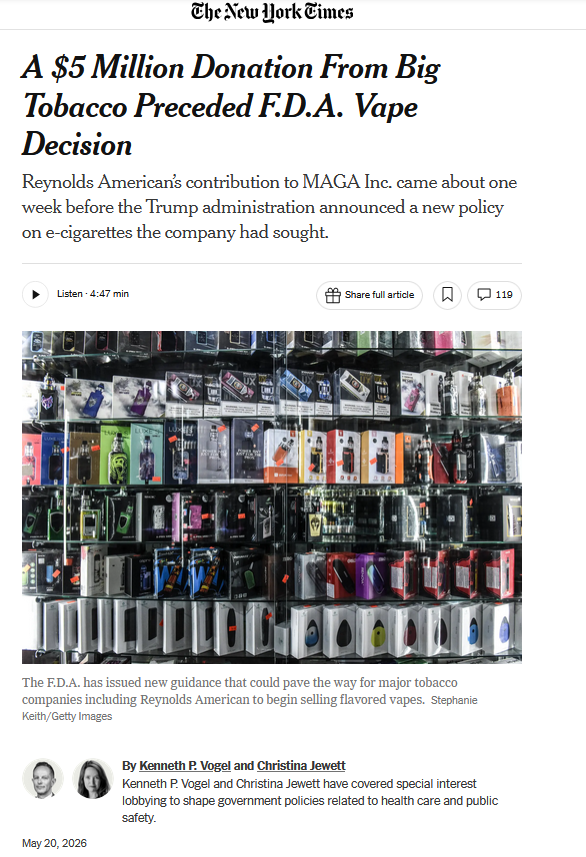 The New York Times
A $5 Million Donation From Big
Tobacco Preceded F.D.A. Vape
Decision
Reynolds American's contribution to MAGA Inc. came about one
week before the Trump administration announced a new policy
on e-cigarettes the company had sought.
Listen · 4:47 min
Share full article
119
The F.D.A. has issued new guidance that could pave the way for major tobacco
companies including Reynolds American to begin selling flavored vapes. Stephanie
Keith/Getty Images
By Kenneth P. Vogel and Christina Jewett
Kenneth P. Vogel and Christina Jewett have covered special interest
lobbying to shape government policies related to health care and public
safety.
May 20, 2026